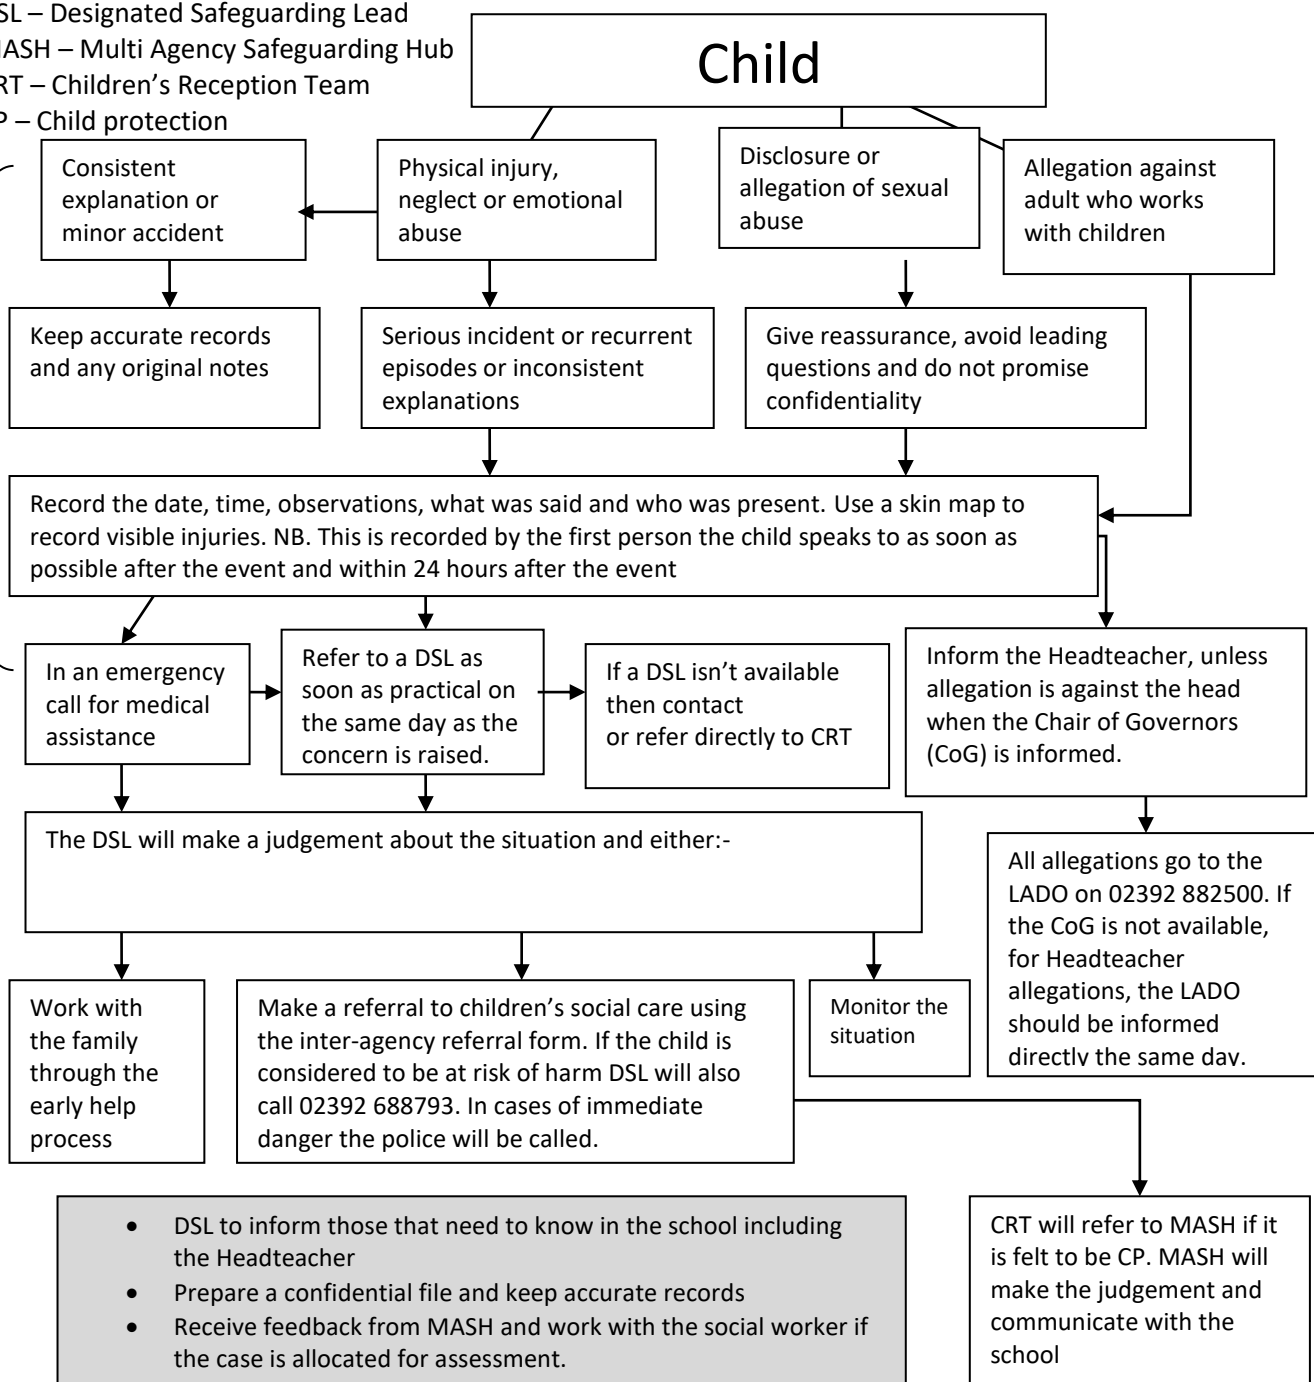 SL – Designated Safeguarding Lead
ASH – Multi Agency Safeguarding Hub
RT – Children’s Reception Team
P – Child protection
Child
Consistent
explanation or
minor accident
Physical injury,
neglect or emotional
abuse
Disclosure or
allegation of sexual
abuse
Allegation against
adult who works
with children
Keep accurate records
and any original notes
Serious incident or recurrent
episodes or inconsistent
explanations
Give reassurance, avoid leading
questions and do not promise
confidentiality
Record the date, time, observations, what was said and who was present. Use a skin map to
record visible injuries. NB. This is recorded by the first person the child speaks to as soon as
possible after the event and within 24 hours after the event
In an emergency
call for medical
assistance
Refer to a DSL as
soon as practical on
the same day as the
concern is raised.
If a DSL isn’t available
then contact
or refer directly to CRT
Inform the Headteacher, unless
allegation is against the head
when the Chair of Governors
(CoG) is informed.
The DSL will make a judgement about the situation and either:-
All allegations go to the
LADO on 02392 882500. If
the CoG is not available,
for Headteacher
allegations, the LADO
should be informed
directly the same day.
Work with
the family
through the
early help
process
Make a referral to children’s social care using
the inter-agency referral form. If the child is
considered to be at risk of harm DSL will also
call 02392 688793. In cases of immediate
danger the police will be called.
Monitor the
situation
• DSL to inform those that need to know in the school including
the Headteacher
• Prepare a confidential file and keep accurate records
• Receive feedback from MASH and work with the social worker if
the case is allocated for assessment.
CRT will refer to MASH if it
is felt to be CP. MASH will
make the judgement and
communicate with the
school